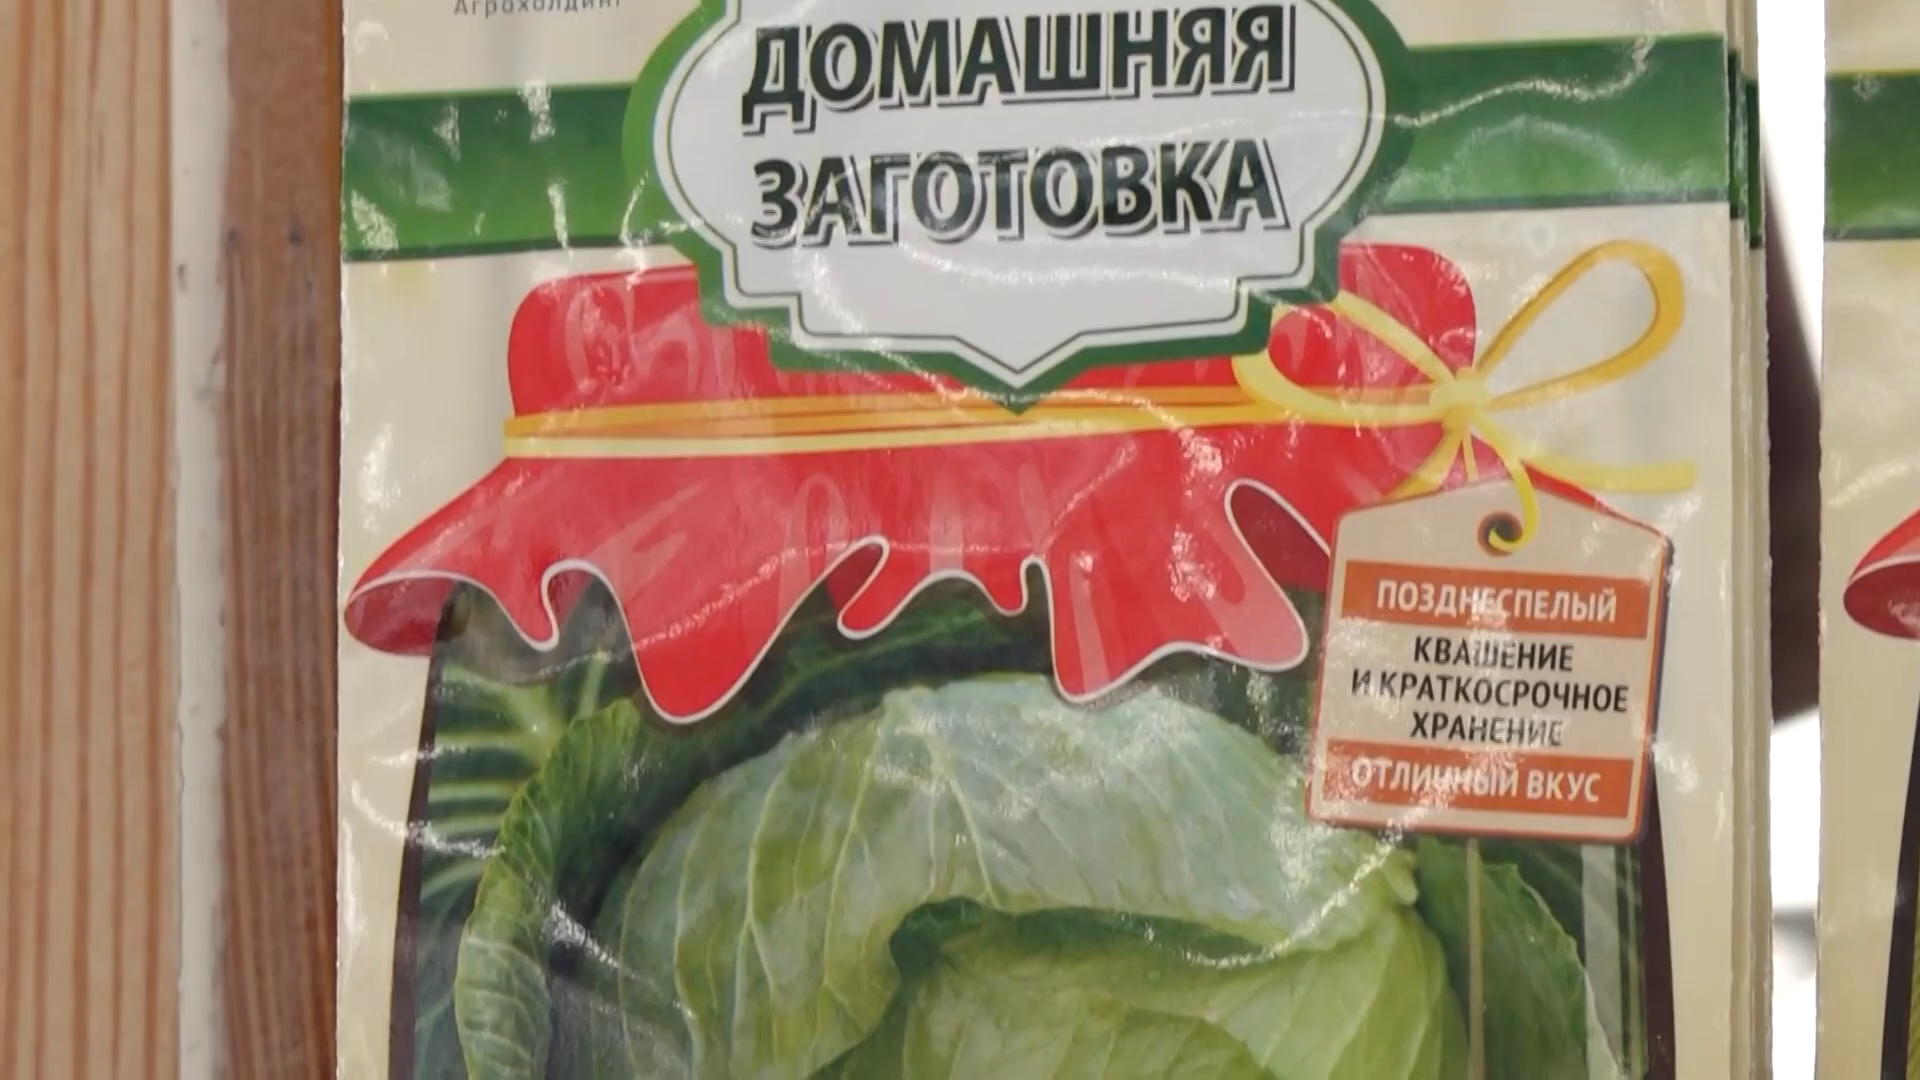 Агрохолдинг
ДОМАШНЯЯ
ЗАГОТОВКА
ПОЗДНЕСПЕЛЫЙ
КВАШЕНИЕ
И КРАТКОСРОЧНОЕ
ХРАНЕНИЕ
ОТЛИЧНЫЙ ВКУС